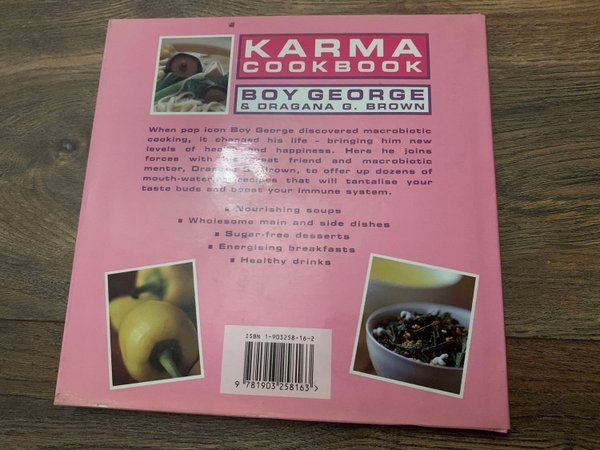 KARMA
COOKBOOK
BOY GEORGE
& DRAGANA G. BROWN
When pop icon Boy George discovered macrobiotic
cooking, it changed his life – bringing him new
levels of health and happiness. Here he joins
forces with his great friend and macrobiotic
mentor, Dragana G. Brown, to offer up dozens of
mouth-watering recipes that will tantalise your
taste buds and boost your immune system.
■ Nourishing soups
■ Wholesome main and side dishes
■ Sugar-free desserts
■ Energising breakfasts
■ Healthy drinks
ISBN 1-903258-16-2
9 781903 258163 >